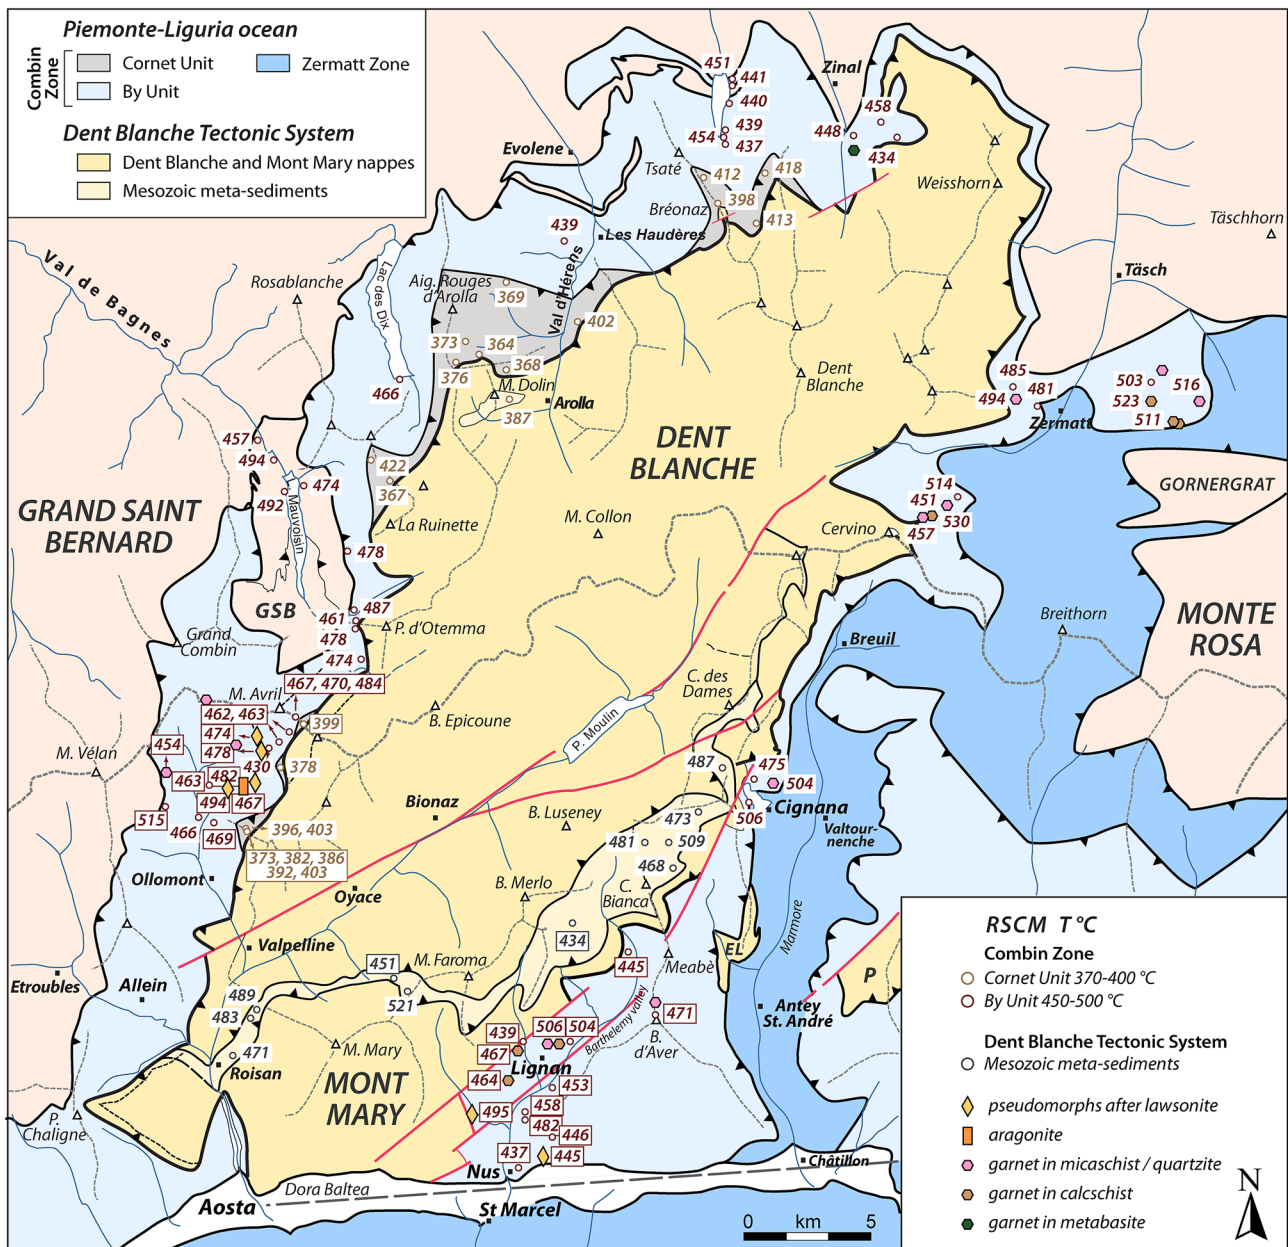 Piemonte-Liguria ocean
Combin Zone
Cornet Unit
Zermatt Zone
By Unit
Dent Blanche Tectonic System
Dent Blanche and Mont Mary nappes
Mesozoic meta-sediments
451
441
440
439
454
437
Zinal
458
448
434
Evolene
Tsaté
412
418
398
Bréonaz
413
Weisshorn
Täschhorn
439
Les Haudères
Täsch
Val de Bagnes
Rosablanche
Lac des Dix
Aig. Rouges
d'Arolla
369
Val d'Hérens
402
373
364
368
376
M. Dolin
387
Arolla
466
Dent
Blanche
485
494
481
Zermatt
503
516
523
511
457
494
474
492
L. Mauvoisin
422
367
La Ruinette
DENT
BLANCHE
M. Collon
Cervino
514
451
530
457
GORNERGRAT
GRAND SAINT
BERNARD
478
GSB
487
461
478
P. d'Otemma
474
Grand
Combin
Breuil
Breithorn
MONTE
ROSA
467, 470, 484
M. Avril
462, 463
474
478
399
430
378
454
463
482
494
467
515
466
469
M. Vélan
B. Epicoune
C. des
Dames
P. Moulin
487
475
504
506
Cignana
Valtour-
nenche
Bionaz
B. Luseney
473
481
509
468
396, 403
373, 382, 386
392, 403
Ollomont
Oyace
B. Merlo
C.
Bianca
434
Valpelline
451
M. Faroma
521
EL
Marmore
P
Meabè
445
Etroubles
Allein
489
483
471
Roisan
M. Mary
MONT
MARY
439
506
504
467
Lignan
464
Barthelemy valley
471
B.
d'Aver
Antey
St. André
453
495
458
482
446
445
437
Nus
P.
Chaligne
Châtillon
Aosta
Dora Baltea
St Marcel
0 km 5
RSCM T °C
Combin Zone
Cornet Unit 370-400 °C
By Unit 450-500 °C
Dent Blanche Tectonic System
Mesozoic meta-sediments
pseudomorphs after lawsonite
aragonite
garnet in micaschist / quartzite
garnet in calcschist
garnet in metabasite
N